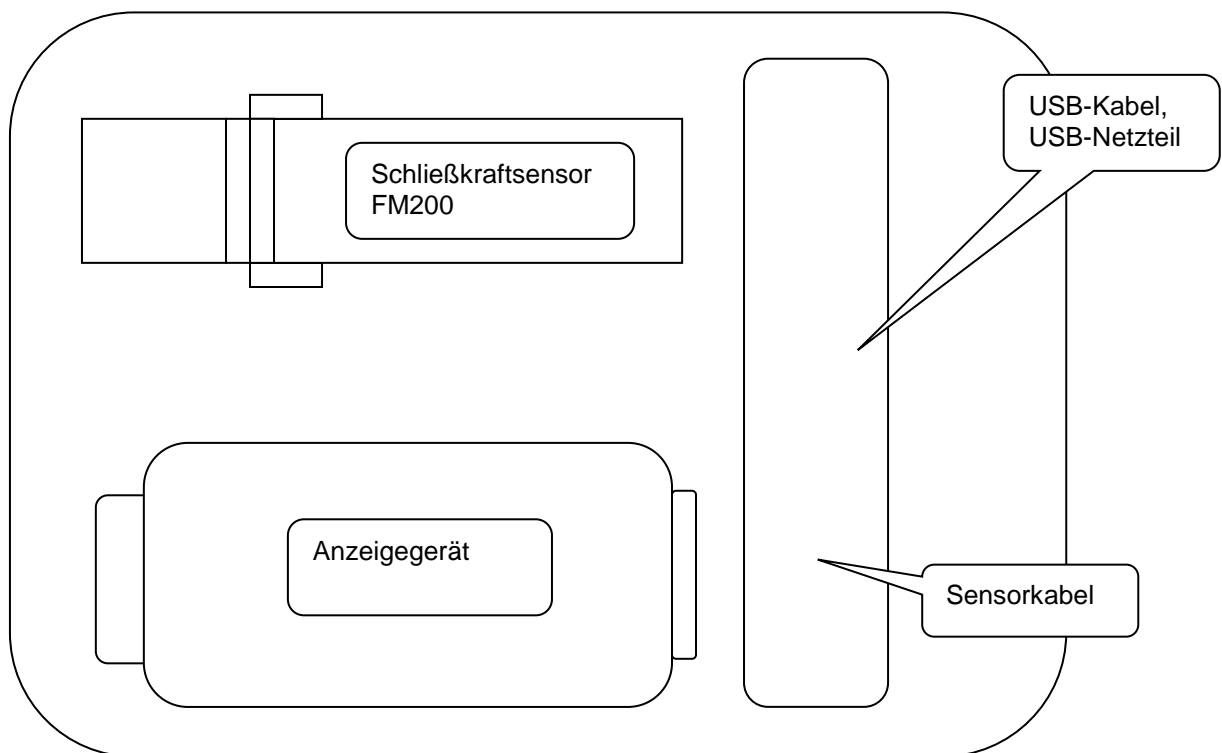 USB-Kabel,
USB-Netzteil
Schließkraftsensor
FM200
Anzeigegerät
Sensorkabel